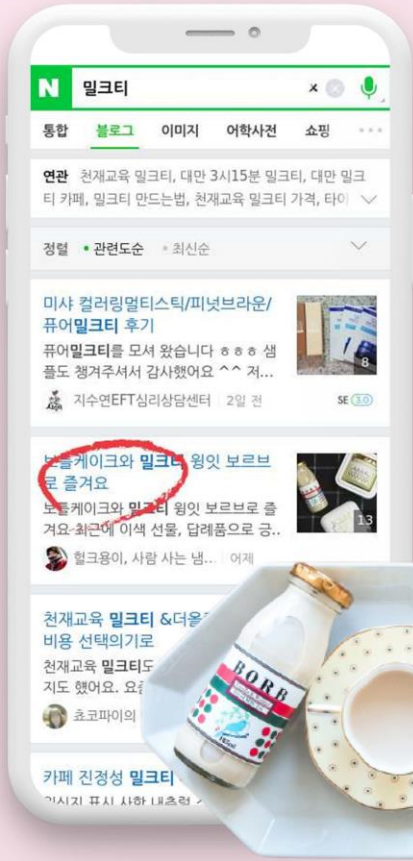 N 밀크티
통합 블로그 이미지 어학사전 쇼핑
연관 천재교육 밀크티, 대만 3시15분 밀크티, 대만 밀크
티 카페, 밀크티 만드는법, 천재교육 밀크티 가격, 타이
정렬 • 관련도순 • 최신순
미샤 컬러링멀티스틱/피넛브라운/
퓨어밀크티 후기
퓨어밀크티를 모셔 왔습니다 ㅎㅎㅎ 샘
플도 챙겨주셔서 감사했어요 ^^ 저...
8
지수연EFT심리상담센터 2일 전
SE 3.0
보틀케이크와 밀크티 윙잇 보르브
로 즐겨요
보틀케이크와 밀크티 윙잇 보르브로 즐
겨요 최근에 이색 선물, 답례품으로 긍..
13
헐크용이, 사람 사는 냄... 어제
천재교육 밀크티 &더올
비용 선택의기로
천재교육 밀크티도
지도 했어요. 요즘
쵸코파이의
BORB
카페 진정성 밀크티